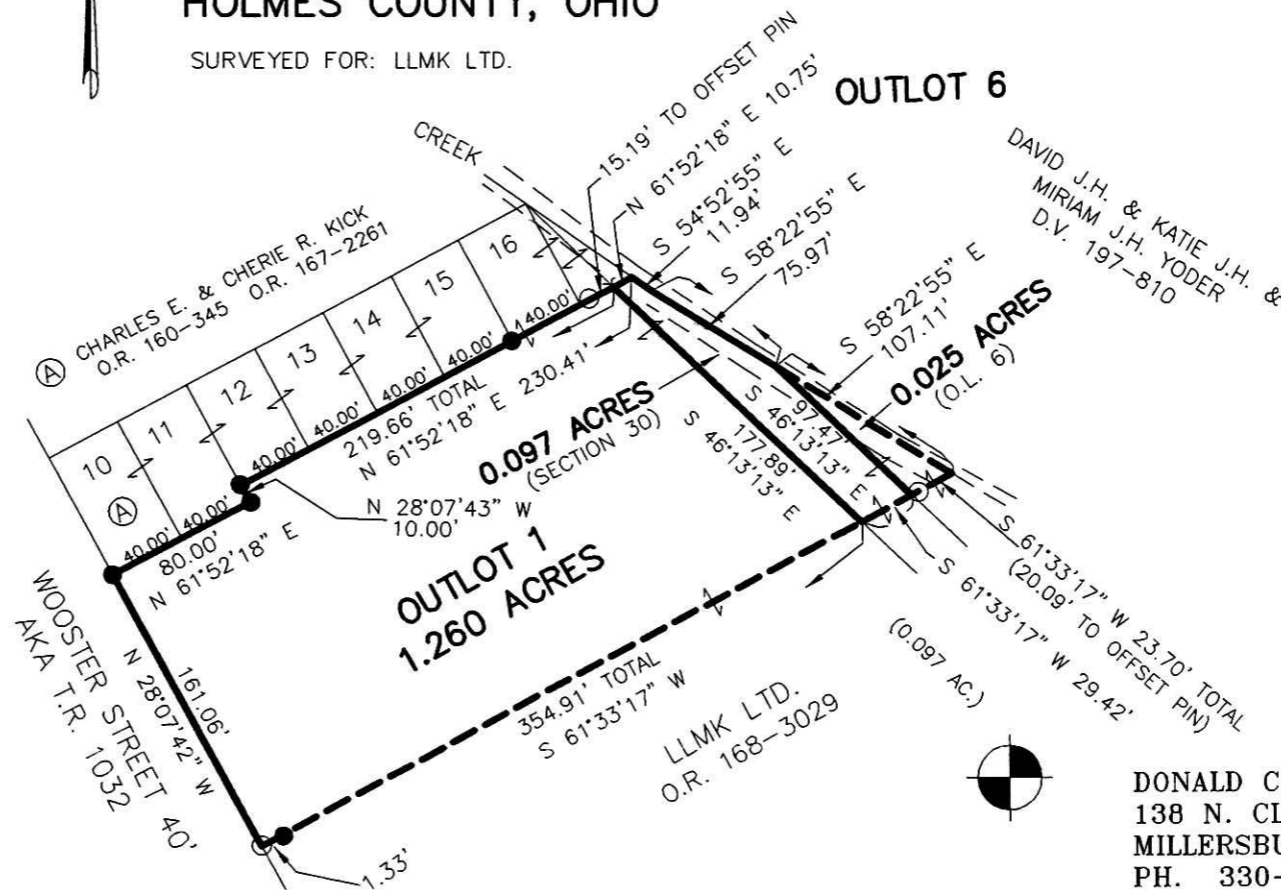 HOLMES COUNTY, OHIO
SURVEYED FOR: LLMK LTD.
OUTLOT 6
CREEK
15.19' TO OFFSET PIN
N 61°52'18" E 10.75'
S 54°52'55" E
11.94'
S 58°22'55" E
75.97'
S 58°22'55" E
107.11'
0.025 ACRES
(O.L. 6)
DAVID J.H. & KATIE J.H. &
MIRIAM J.H. YODER
D.V. 197-810
A CHARLES E. & CHERIE R. KICK
O.R. 160-345 O.R. 167-2261
10
11
12
13
14
15
16
A
40.00'
40.00'
40.00'
40.00'
40.00'
40.00'
40.00'
80.00'
N 61°52'18" E
219.66' TOTAL
N 61°52'18" E 230.41'
N 28°07'43" W
10.00'
0.097 ACRES
(SECTION 30)
177.89'
S 46°13'13" E
97.47'
S 46°13'13" E
OUTLOT 1
1.260 ACRES
WOOSTER STREET 40'
AKA T.R. 1032
161.06'
N 28°07'42" W
354.91' TOTAL
S 61°33'17" W
1.33'
LLMK LTD.
O.R. 168-3029
(0.097 AC.)
S 61°33'17" W 29.42'
S 61°33'17" W 23.70' TOTAL
(20.09' TO OFFSET PIN)
DONALD C
138 N. CL
MILLERSBU
PH. 330-